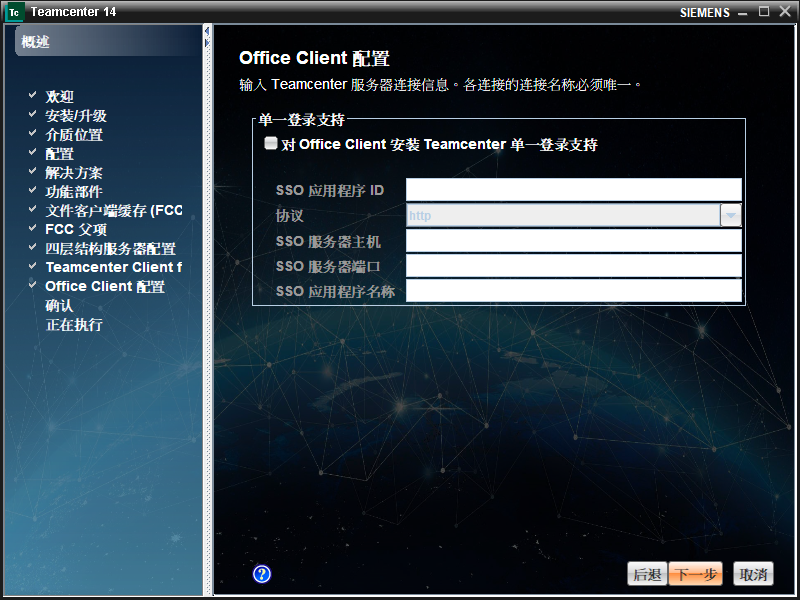 Tc Teamcenter 14
SIEMENS
概述
欢迎
安装/升级
介质位置
配置
解决方案
功能部件
文件客户端缓存 (FCC
FCC 父项
四层结构服务器配置
Teamcenter Client f
Office Client 配置
确认
正在执行
Office Client 配置
输入 Teamcenter 服务器连接信息。各连接的连接名称必须唯一。
单一登录支持
对 Office Client 安装 Teamcenter 单一登录支持
SSO 应用程序 ID
协议
http
SSO 服务器主机
SSO 服务器端口
SSO 应用程序名称
?
后退
下一步
取消